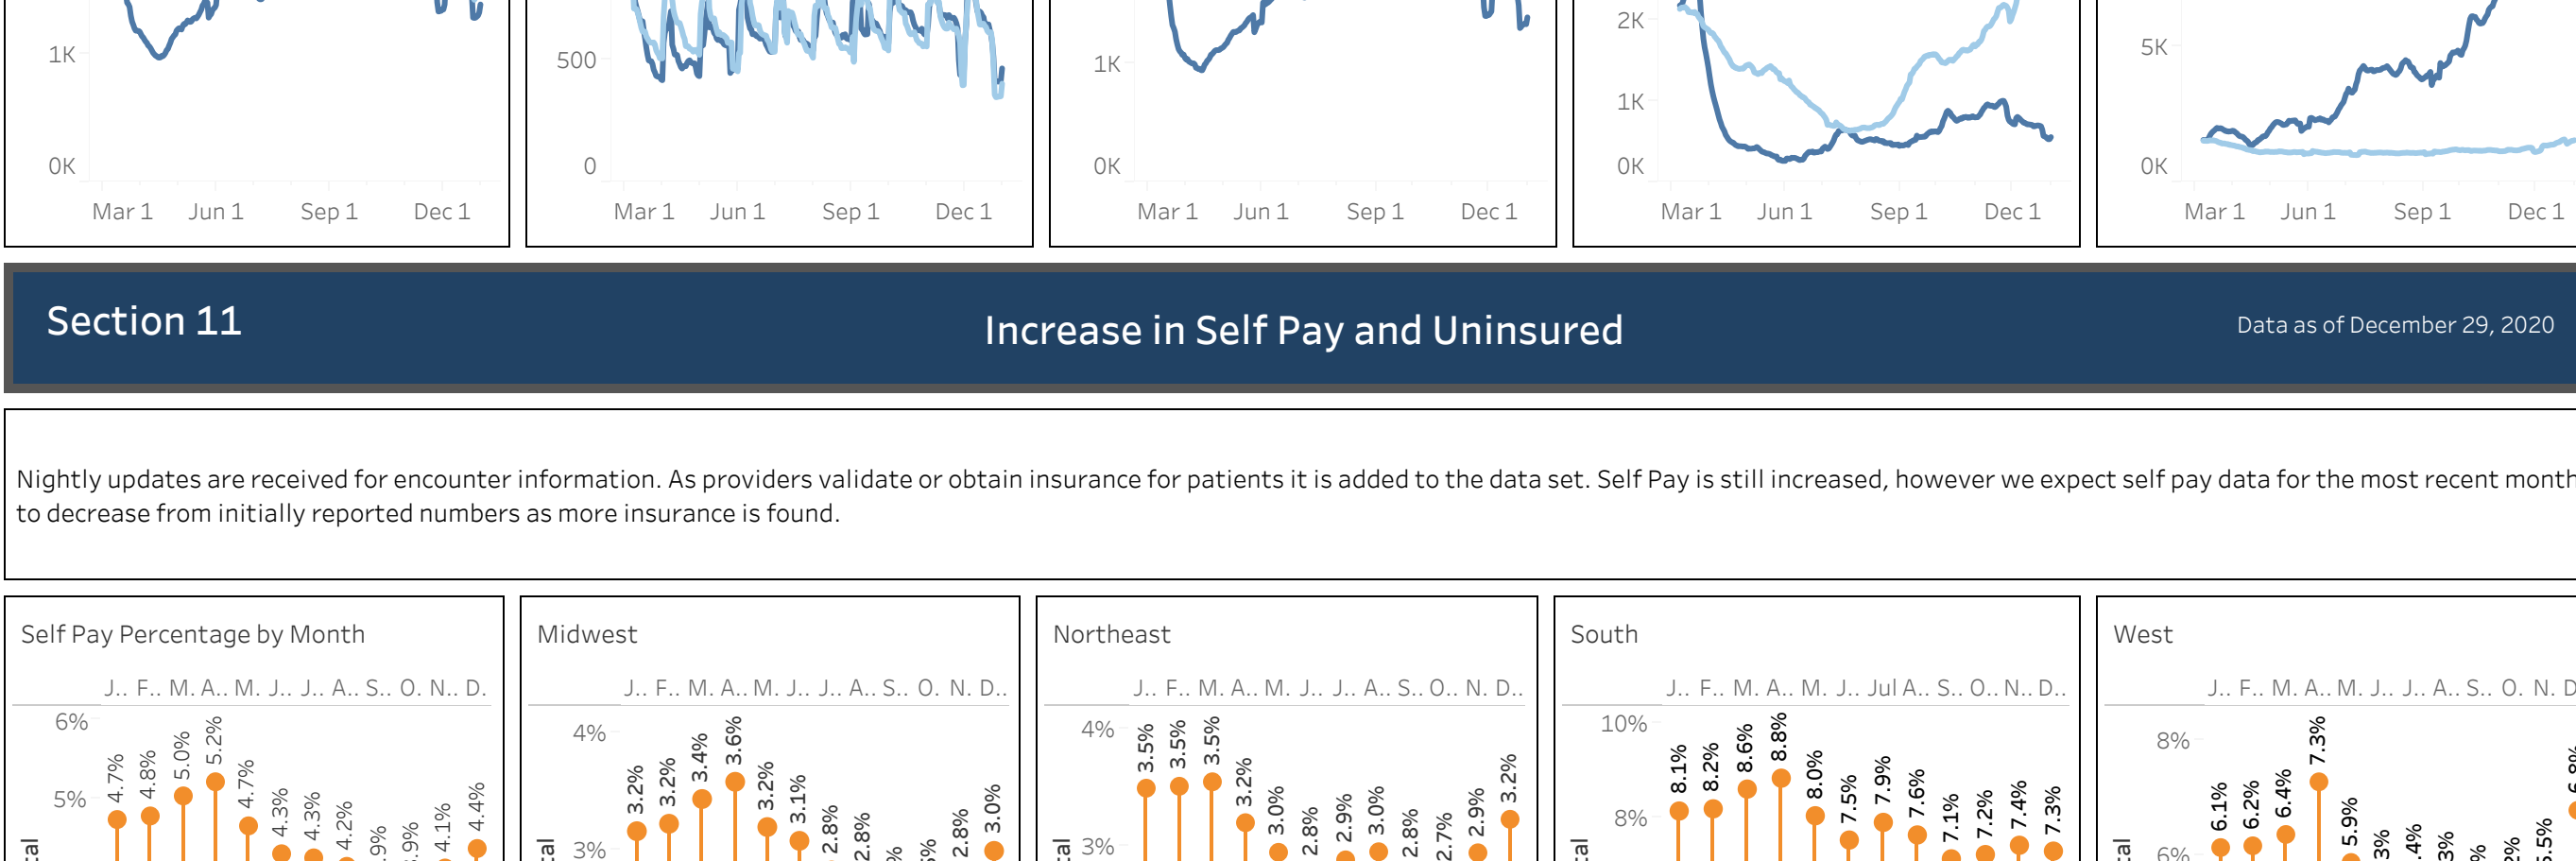 1K
0K
Mar 1 Jun 1 Sep 1 Dec 1
500
0
Mar 1 Jun 1 Sep 1 Dec 1
1K
0K
Mar 1 Jun 1 Sep 1 Dec 1
2K
1K
0K
Mar 1 Jun 1 Sep 1 Dec 1
5K
0K
Mar 1 Jun 1 Sep 1 Dec 1
Section 11
Increase in Self Pay and Uninsured
Data as of December 29, 2020
Nightly updates are received for encounter information. As providers validate or obtain insurance for patients it is added to the data set. Self Pay is still increased, however we expect self pay data for the most recent month
to decrease from initially reported numbers as more insurance is found.
Self Pay Percentage by Month
J.. F.. M. A.. M. J.. J.. A.. S.. O. N.. D.
6%
5%
4.7% 4.8% 5.0% 5.2% 4.7% 4.3% 4.3% 4.2% .9% .9% 4.1% 4.4%
Midwest
J.. F.. M. A.. M. J.. J.. A.. S.. O. N. D..
4%
3%
3.2% 3.2% 3.4% 3.6% 3.2% 3.1% 2.8% 2.8% 2.8% 3.0%
Northeast
J.. F.. M. A.. M. J.. J.. A.. S.. O.. N. D..
4%
3%
3.5% 3.5% 3.5% 3.2% 3.0% 2.8% 2.9% 3.0% 2.8% 2.7% 2.9% 3.2%
South
J.. F.. M. A.. M. J.. Jul A.. S.. O.. N.. D..
10%
8%
8.1% 8.2% 8.6% 8.8% 8.0% 7.5% 7.9% 7.6% 7.1% 7.2% 7.4% 7.3%
West
J.. F.. M. A.. M. J.. J.. A.. S.. O. N. D
8%
6%
6.1% 6.2% 6.4% 7.3% 5.9% 3% .4% 3% .5% 6.8%